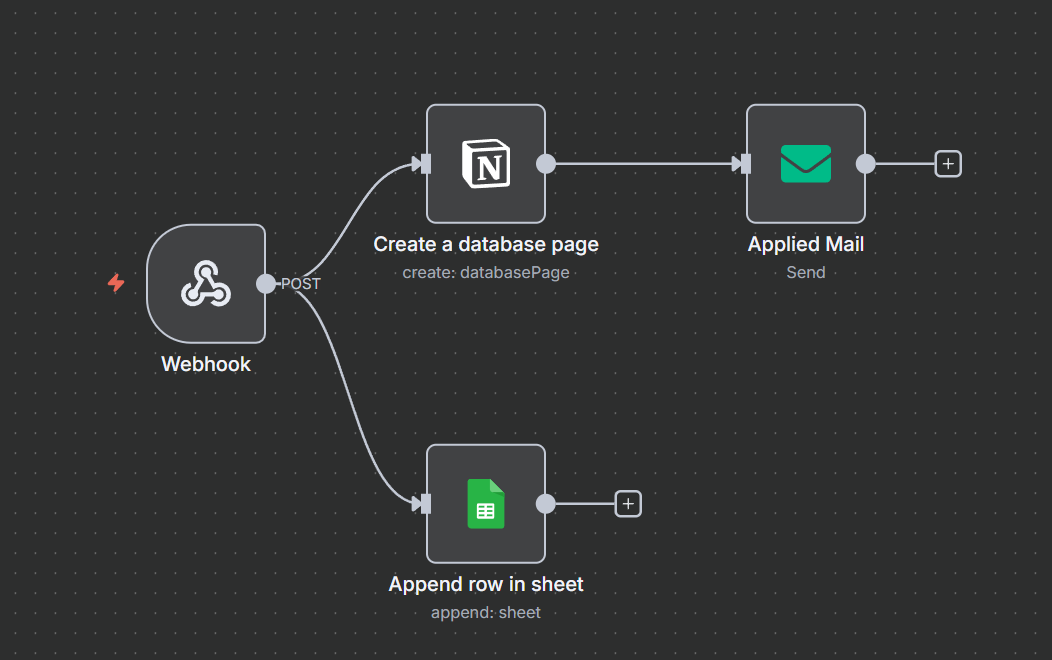 N
Create a database page
create: databasePage
Applied Mail
Send
POST
Webhook
Append row in sheet
append: sheet